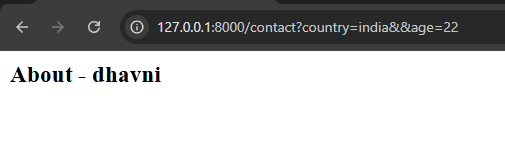 127.0.0.1:8000/contact?country=india&&age=22
About - dhavni